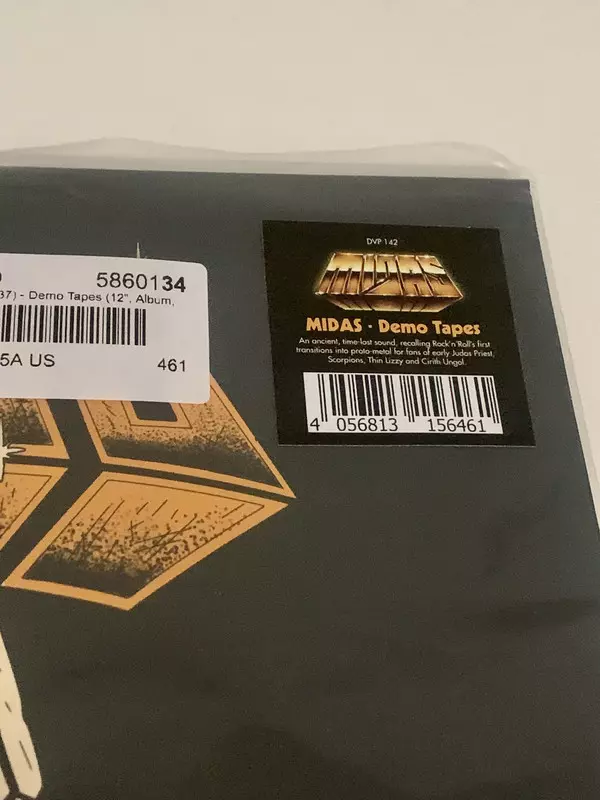 5860134
37) - Demo Tapes (12", Album,
5A US
461
DVP 142
MIDAS
MIDAS · Demo Tapes
An ancient, time-lost sound, recalling Rock'n'Roll's first
transitions into proto-metal for fans of early Judas Priest,
Scorpions, Thin Lizzy and Cirith Ungol.
4 056813 156461